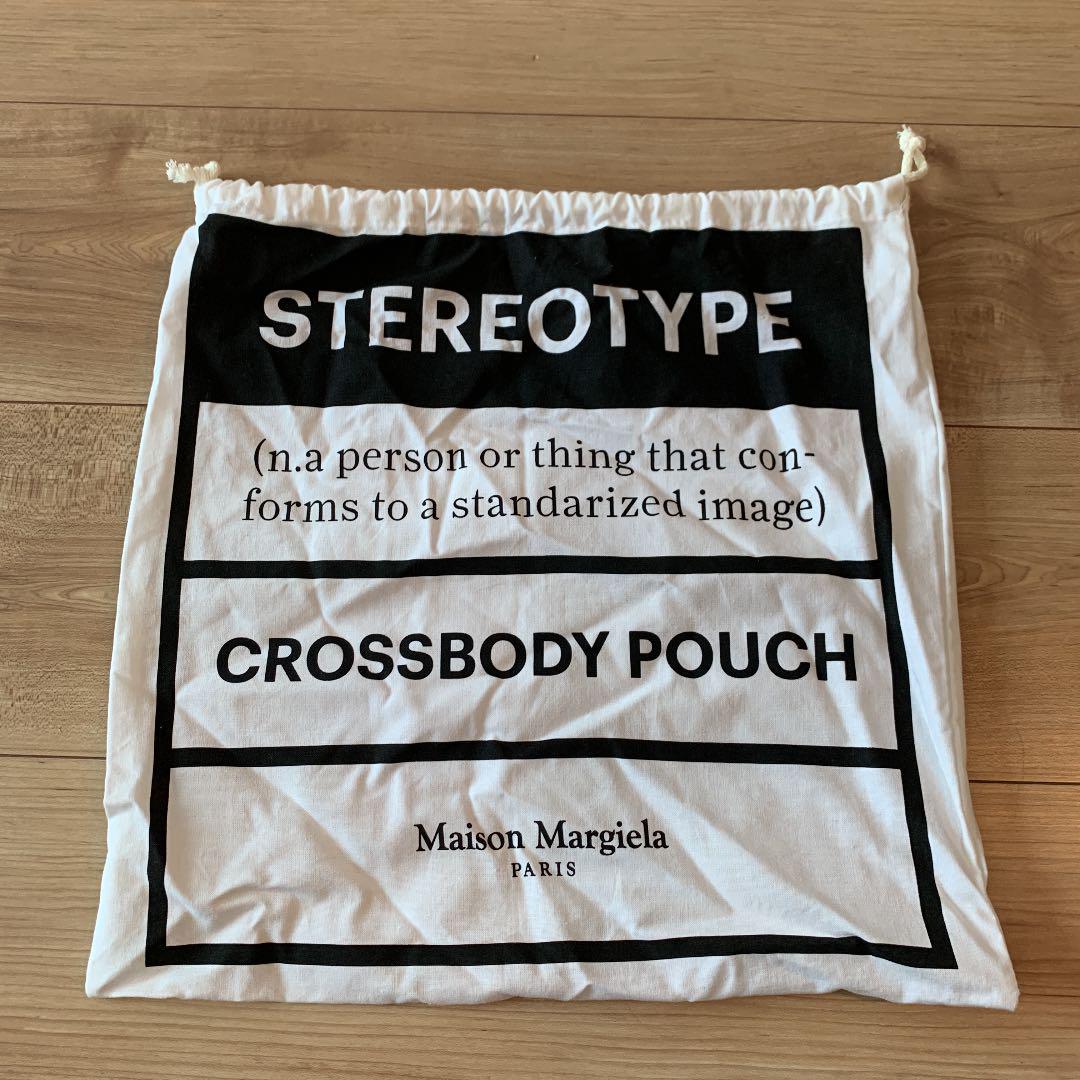 STEREOTYPE
(n.a person or thing that con-
forms to a standarized image)
CROSSBODY POUCH
Maison Margiela
PARIS